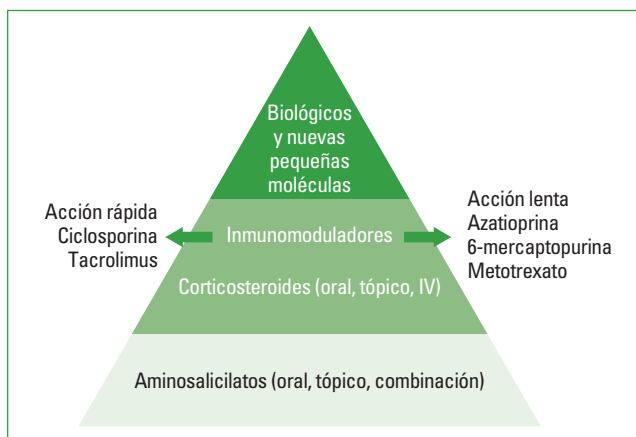 Biológicos
y nuevas
pequeñas
moléculas
Acción rápida
Ciclosporina
Tacrolimus
Inmunomoduladores
Acción lenta
Azatioprina
6-mercaptopurina
Metotrexato
Corticosteroides (oral, tópico, IV)
Aminosalicilatos (oral, tópico, combinación)